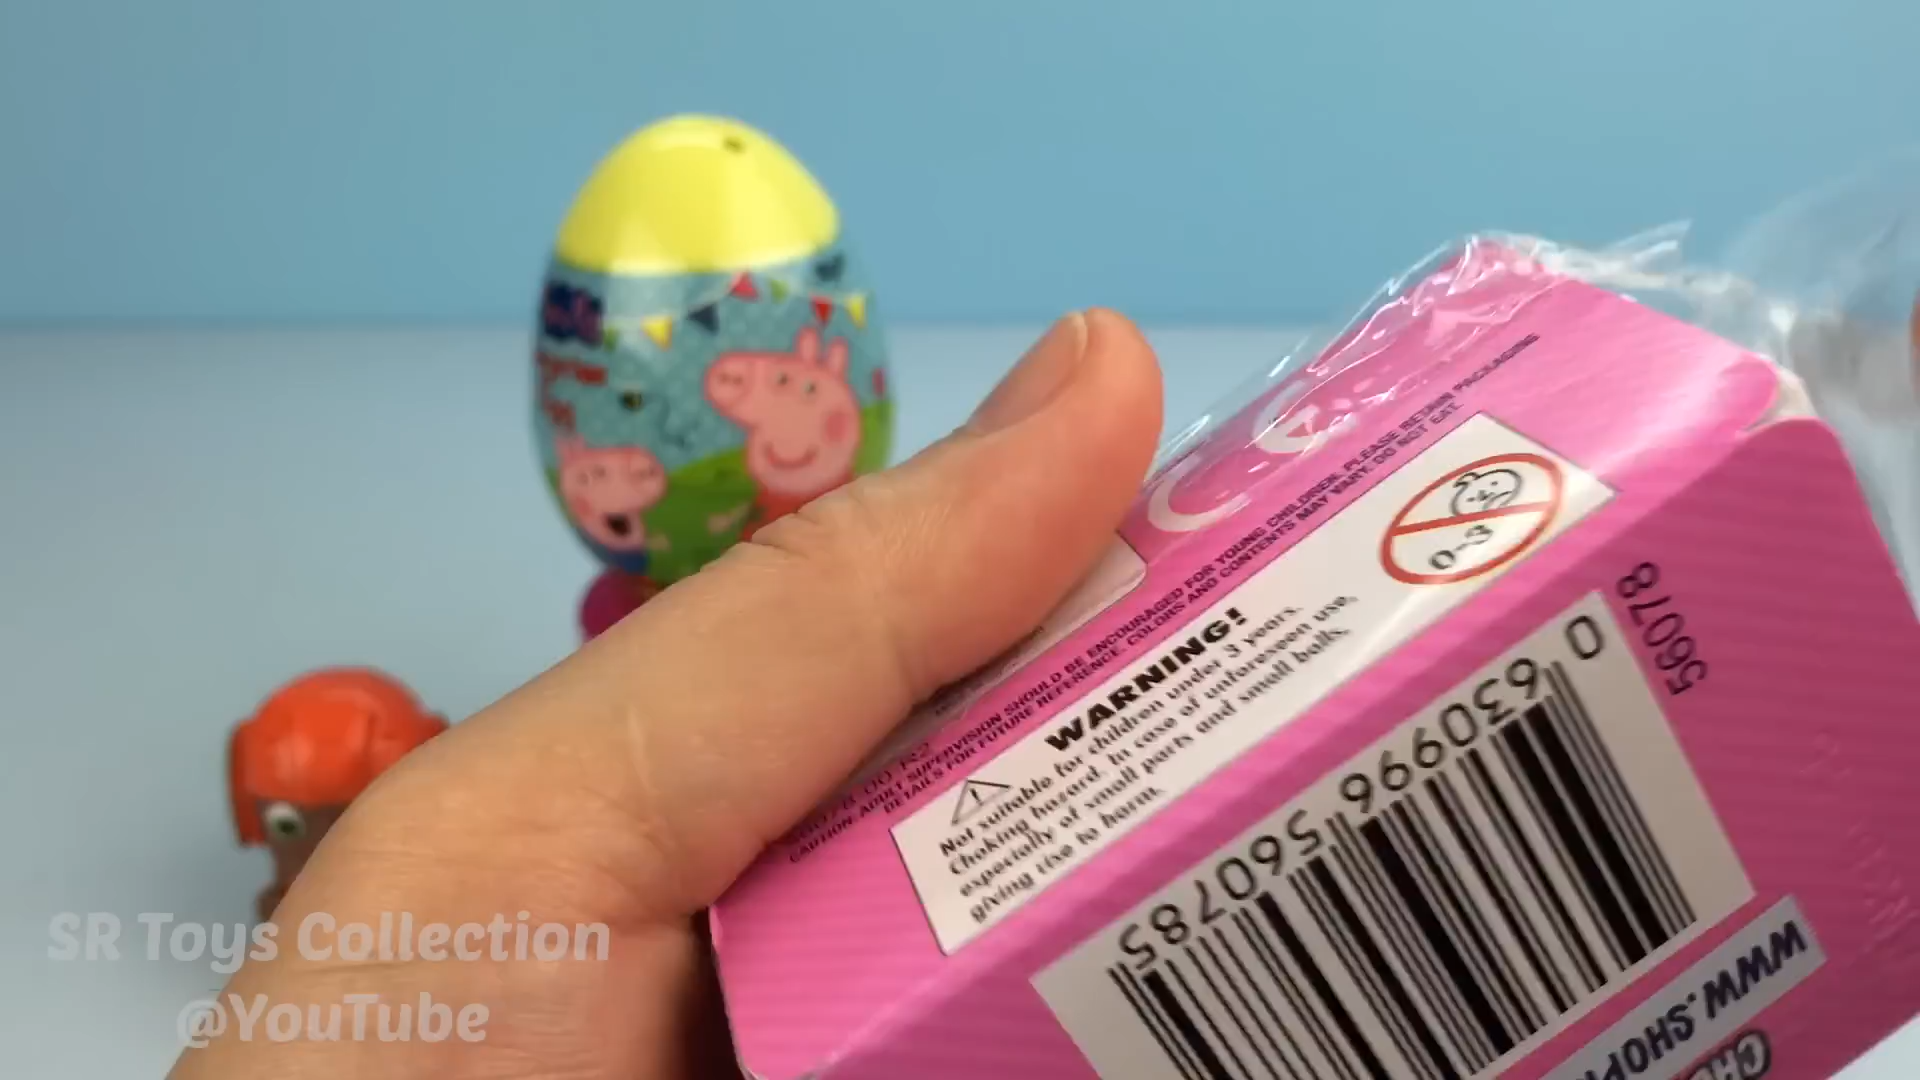 CAUTION: ADULT SUPERVISION SHOULD BE ENCOURAGED FOR YOUNG CHILDREN. PLEASE RETAIN PACKAGING
DETAILS FOR FUTURE REFERENCE. COLORS AND CONTENTS MAY VARY. DO NOT EAT.
WARNING!
Not suitable for children under 3 years.
Choking hazard. In case of unforeseen use,
especially of small parts and small balls,
giving rise to harm.
0-3
56078
0 630996 560785
WWW.SHOP
SR Toys Collection
@YouTube